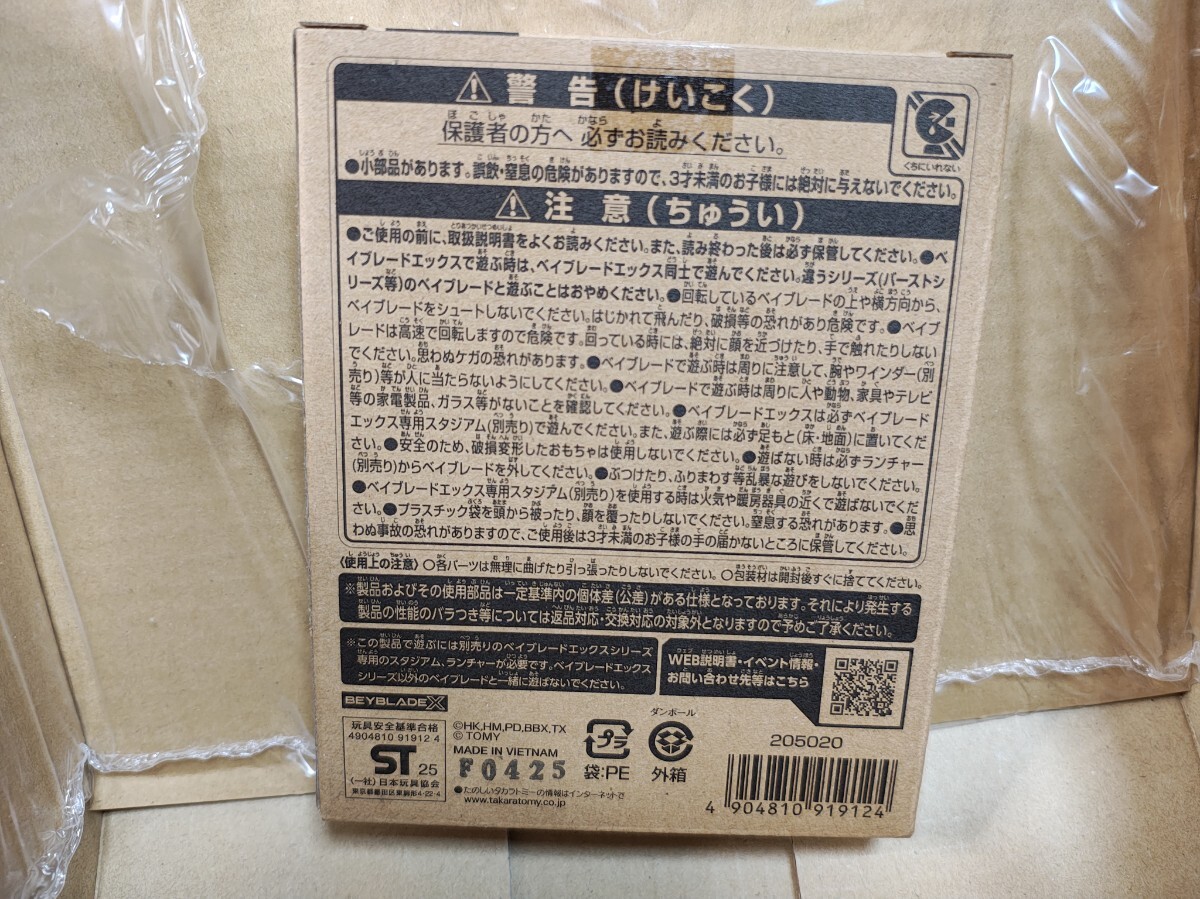 ⚠警告(けいこく)
保護者の方へ 必ずお読みください。
くちにいれない
●小部品があります。誤飲・窒息の危険がありますので、3才未満のお子様には絶対に与えないでください。
⚠注意(ちゅうい)
●ご使用の前に、取扱説明書をよくお読みください。また、読み終わった後は必ず保管してください。●ベ
イブレードエックスで遊ぶ時は、ベイブレードエックス同士で遊んでください。違うシリーズ(バーストシ
リーズ等)のベイブレードと遊ぶことはおやめください。●回転しているベイブレードの上や横方向から、
ベイブレードをシュートしないでください。はじかれて飛んだり、破損等の恐れがあり危険です。●ベイブ
レードは高速で回転しますので危険です。回っている時には、絶対に顔を近づけたり、手で触れたりしない
でください。思わぬケガの恐れがあります。●ベイブレードで遊ぶ時は周りに注意して、腕やワインダー(別
売り)等が人に当たらないようにしてください。●ベイブレードで遊ぶ時は周りに人や動物、家具やテレビ
等の家電製品、ガラス等がないことを確認してください。●ベイブレードエックスは必ずベイブレード
エックス専用スタジアム(別売り)で遊んでください。また、遊ぶ際には必ず足もと(床・地面)に置いてくだ
さい。●安全のため、破損変形したおもちゃは使用しないでください。●遊ばない時は必ずランチャー
(別売り)からベイブレードを外してください。●ぶつけたり、ふりまわす等乱暴な遊びをしないでください。
●ベイブレードエックス専用スタジアム(別売り)を使用する時は火気や暖房器具の近くで遊ばないでくだ
さい。●プラスチック袋を頭から被ったり、顔を覆ったりしないでください。窒息する恐れがあります。●思
わぬ事故の恐れがありますので、ご使用後は3才未満のお子様の手の届かないところに保管してください。
〈使用上の注意〉○各パーツは無理に曲げたり引っ張ったりしないでください。○包装材は開封後すぐに捨ててください。
※製品およびその使用部品は一定基準内の個体差(公差)がある仕様となっております。それにより発生する
製品の性能のバラつき等については返品対応・交換対応の対象外となりますので予めご了承ください。
※この製品で遊ぶには別売りのベイブレードエックスシリーズ
専用のスタジアム、ランチャーが必要です。ベイブレードエックス
シリーズ以外のベイブレードと一緒に遊ばないでください。
WEB説明書・イベント情報・
お問い合わせ先等はこちら
BEYBLADE X
玩具安全基準合格
4904810 91912 4
ST 25
(一社)日本玩具協会
東京都墨田区東駒形4-22-4
©HK,HM,PD,BBX,TX
© TOMY
MADE IN VIETNAM
F0425
●たのしいタカラトミーの情報はインターネットで
www.takaratomy.co.jp
プラ
袋:PE
ダンボール
外箱
205020
4 904810 919124